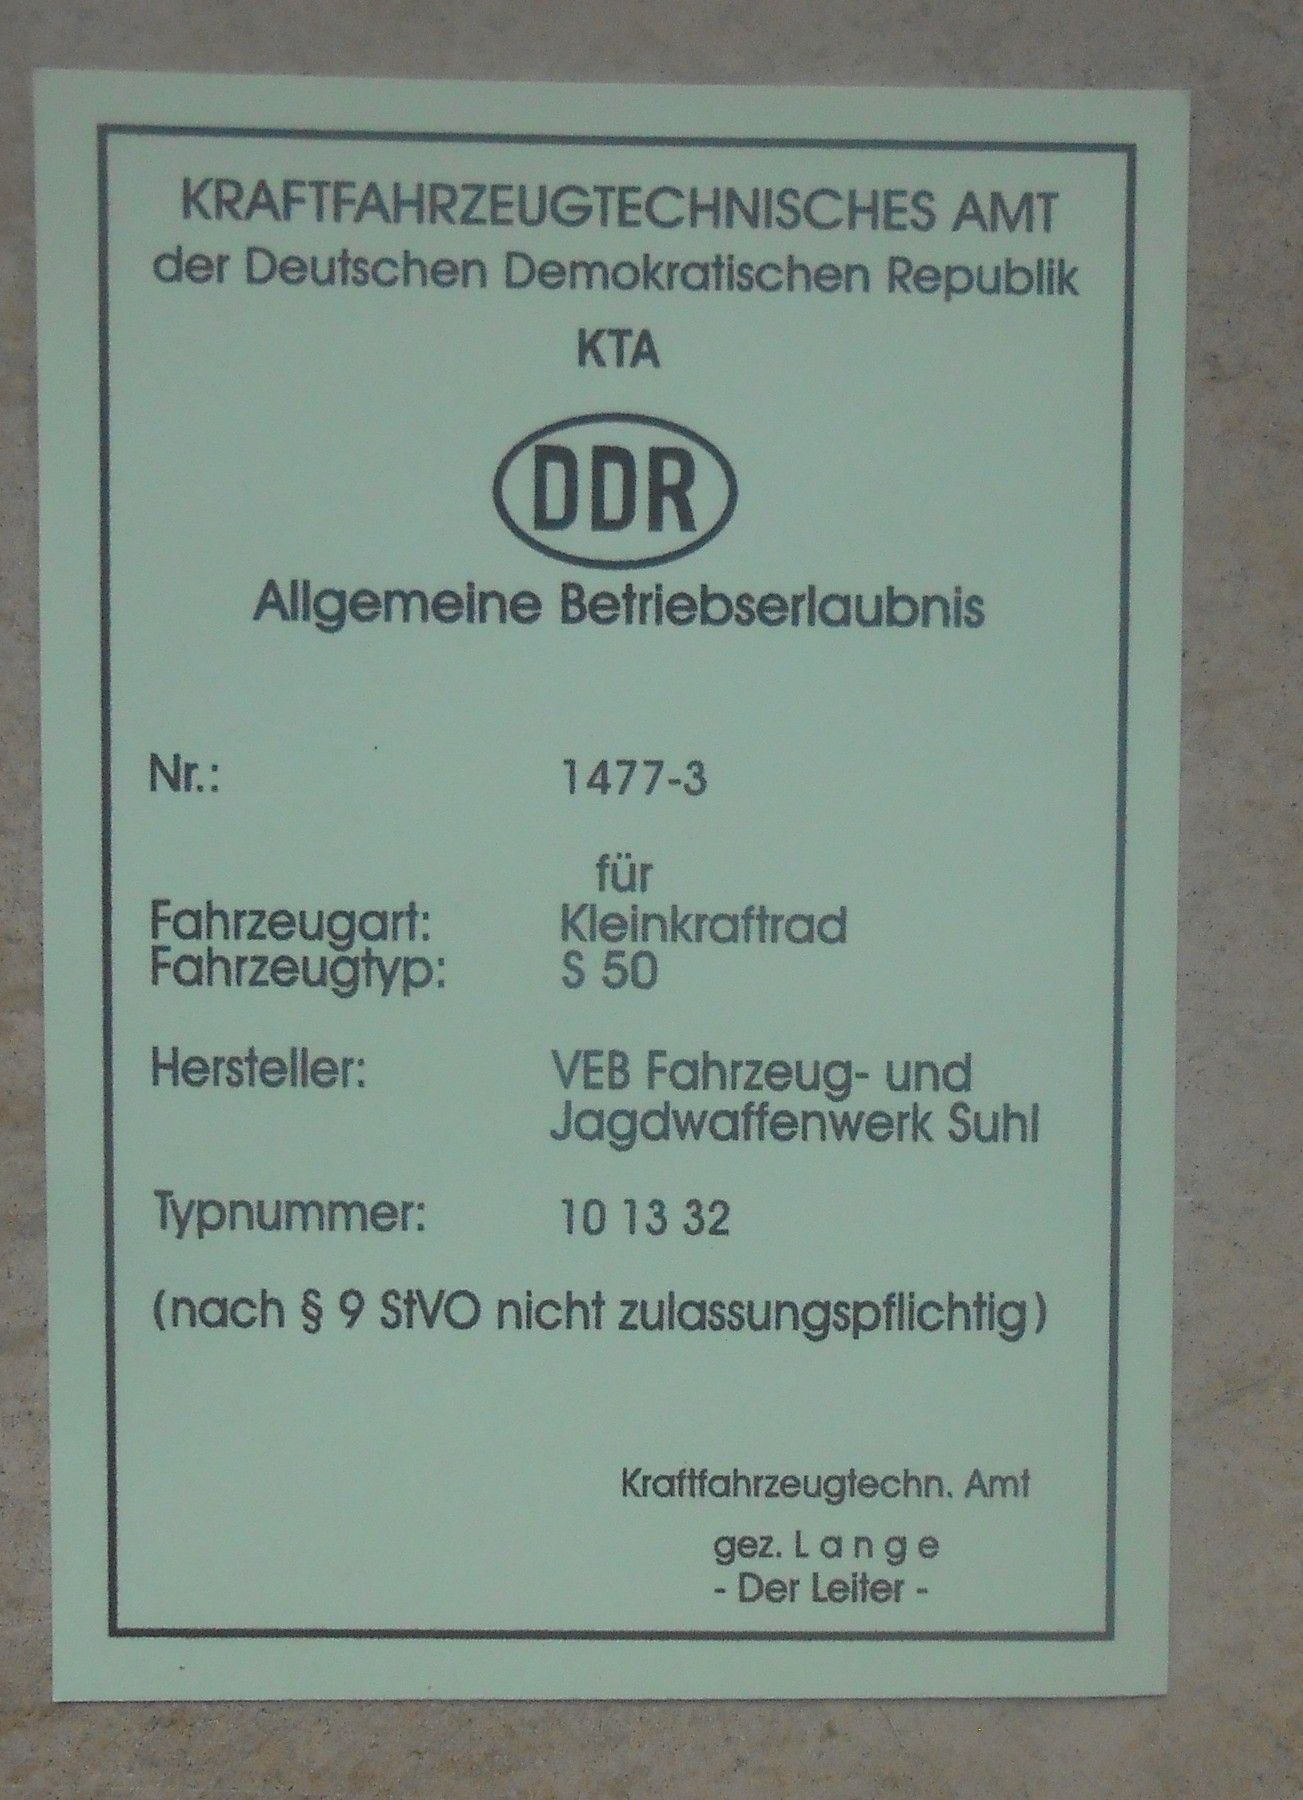 KRAFTFAHRZEUGTECHNISCHES AMT
der Deutschen Demokratischen Republik
KTA
DDR
Allgemeine Betriebserlaubnis
Nr.: 1477-3
für
Fahrzeugart: Kleinkraftrad
Fahrzeugtyp: S 50
Hersteller: VEB Fahrzeug- und
Jagdwaffenwerk Suhl
Typnummer: 10 13 32
(nach § 9 StVO nicht zulassungspflichtig)
Kraftfahrzeugtechn. Amt
gez. L a n g e
- Der Leiter -